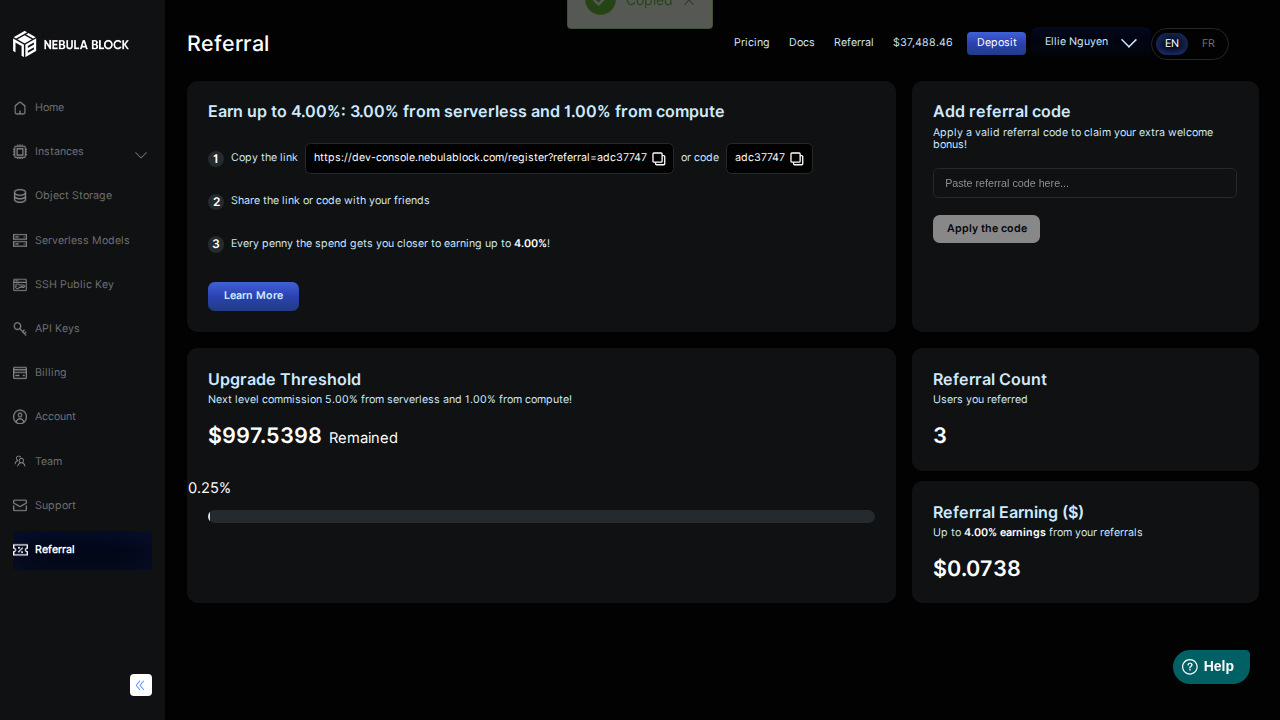 Copied
NEBULA BLOCK
Referral
Pricing
Docs
Referral
$37,488.46
Deposit
Ellie Nguyen
EN
FR
Home
Instances
Object Storage
Serverless Models
SSH Public Key
API Keys
Billing
Account
Team
Support
Referral
Earn up to 4.00%: 3.00% from serverless and 1.00% from compute
1 Copy the link https://dev-console.nebulablock.com/register?referral=adc37747 or code adc37747
2 Share the link or code with your friends
3 Every penny the spend gets you closer to earning up to 4.00%!
Learn More
Add referral code
Apply a valid referral code to claim your extra welcome
bonus!
Paste referral code here...
Apply the code
Upgrade Threshold
Next level commission 5.00% from serverless and 1.00% from compute!
$997.5398 Remained
0.25%
Referral Count
Users you referred
3
Referral Earning ($)
Up to 4.00% earnings from your referrals
$0.0738
Help